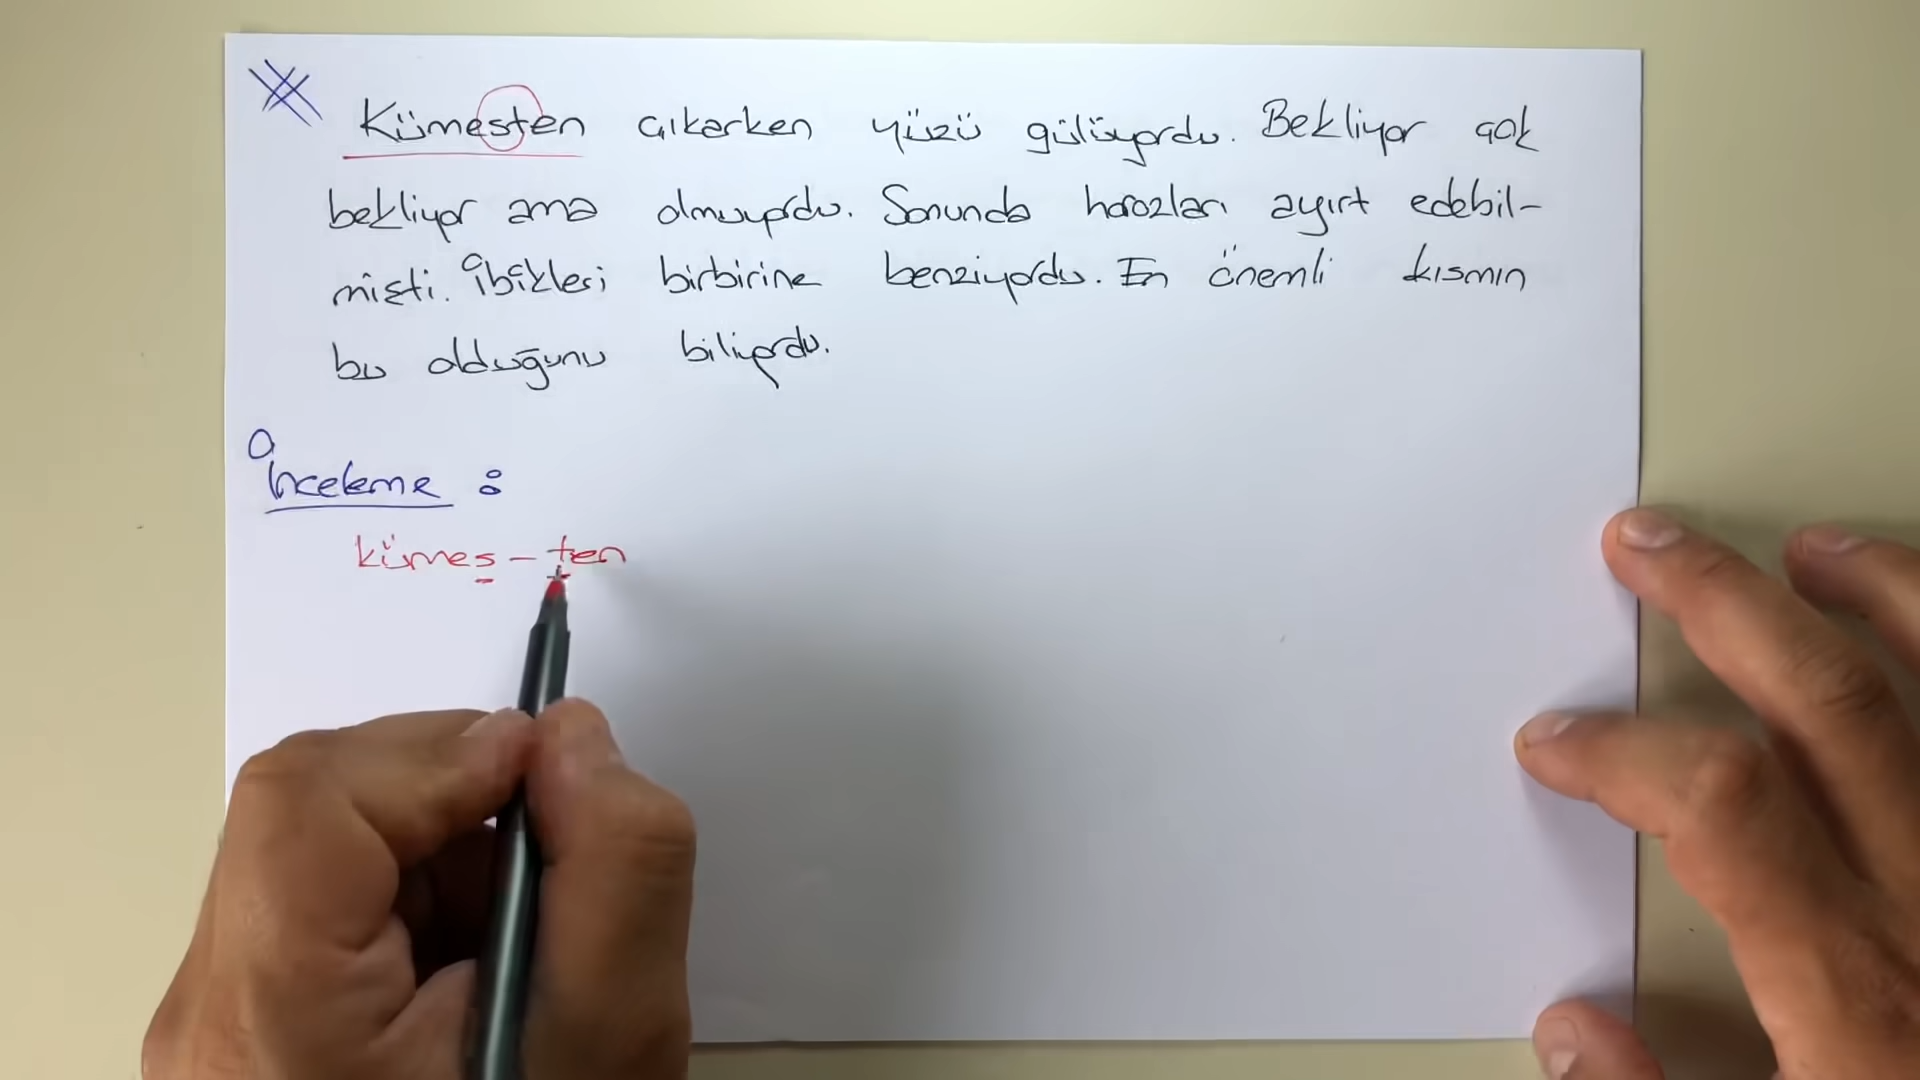 Kümesten çıkarken yüzü gülüyordu. Bekliyor çok
bekliyor ama olmuyordu. Sonunda horozları ayırt edebil-
mişti. İbikleri birbirine benziyordu. En önemli kısmın
bu olduğunu biliyordu.
İnceleme :
kümes - ten